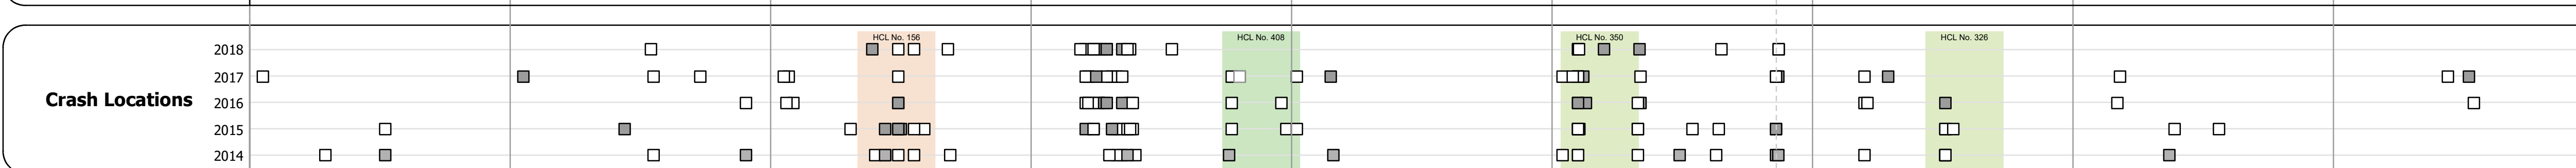 HCL No. 156
HCL No. 408
HCL No. 350
HCL No. 326
2018
2017
Crash Locations
2016
2015
2014